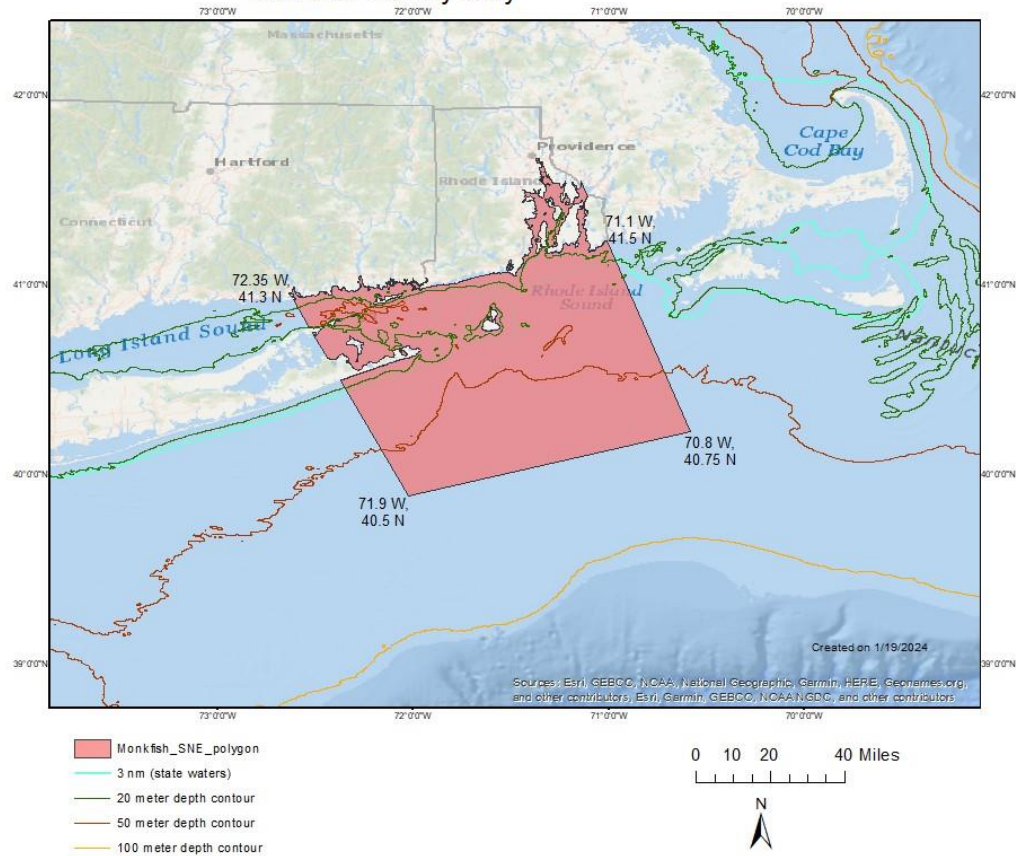 73°0'0"W 72°0'0"W 71°0'0"W 70°0'0"W
Massachusetts
42°0'0"N 42°0'0"N
Cape
Cod Bay
Providence
Hartford
Rhode Island
Connecticut
71.1 W,
41.5 N
72.35 W,
41.3 N
41°0'0"N 41°0'0"N
Rhode Island
Sound
Long Island Sound
70.8 W,
40.75 N
40°0'0"N 40°0'0"N
71.9 W,
40.5 N
Created on 1/19/2024
39°0'0"N 39°0'0"N
Sources: Esri, GEBCO, NOAA, National Geographic, Garmin, HERE, Geonames.org,
and other contributors, Esri, Garmin, GEBCO, NOAA NGDC, and other contributors
73°0'0"W 72°0'0"W 71°0'0"W 70°0'0"W
Monkfish_SNE_polygon
3 nm (state waters)
20 meter depth contour
50 meter depth contour
100 meter depth contour
0 10 20 40 Miles
N